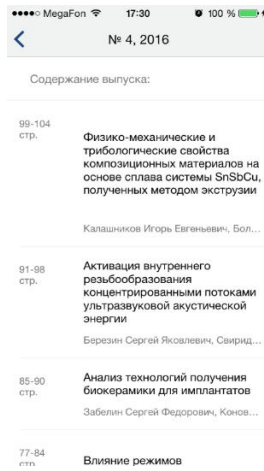 MegaFon 17:30 100 %
№ 4, 2016
Содержание выпуска:
99-104
стр.
Физико-механические и
трибологические свойства
композиционных материалов на
основе сплава системы SnSbCu,
полученных методом экструзии
Калашников Игорь Евгеньевич, Бол...
91-98
стр.
Активация внутреннего
резьбообразования
концентрированными потоками
ультразвуковой акустической
энергии
Березин Сергей Яковлевич, Свирид...
85-90
стр.
Анализ технологий получения
биокерамики для имплантатов
Забелин Сергей Федорович, Конов...
77-84
стр.
Влияние режимов